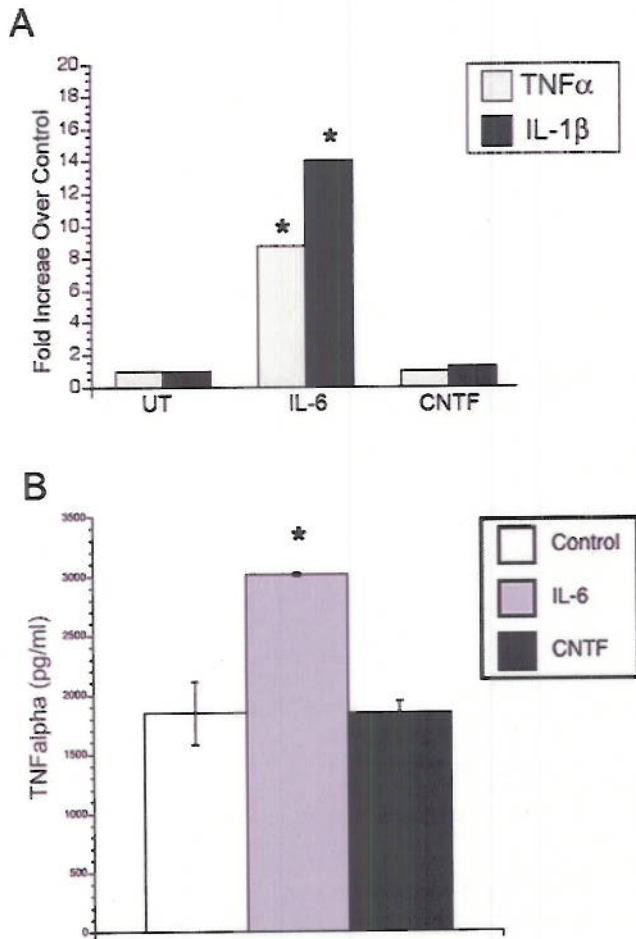 A
Fold Increae Over Control
20
18
16
14
12
10
8
6
4
2
0
*
*
UT
IL-6
CNTF
TNFα
IL-1β
B
TNFalpha (pg/ml)
3500
3000
2500
2000
1500
1000
500
0
*
Control
IL-6
CNTF